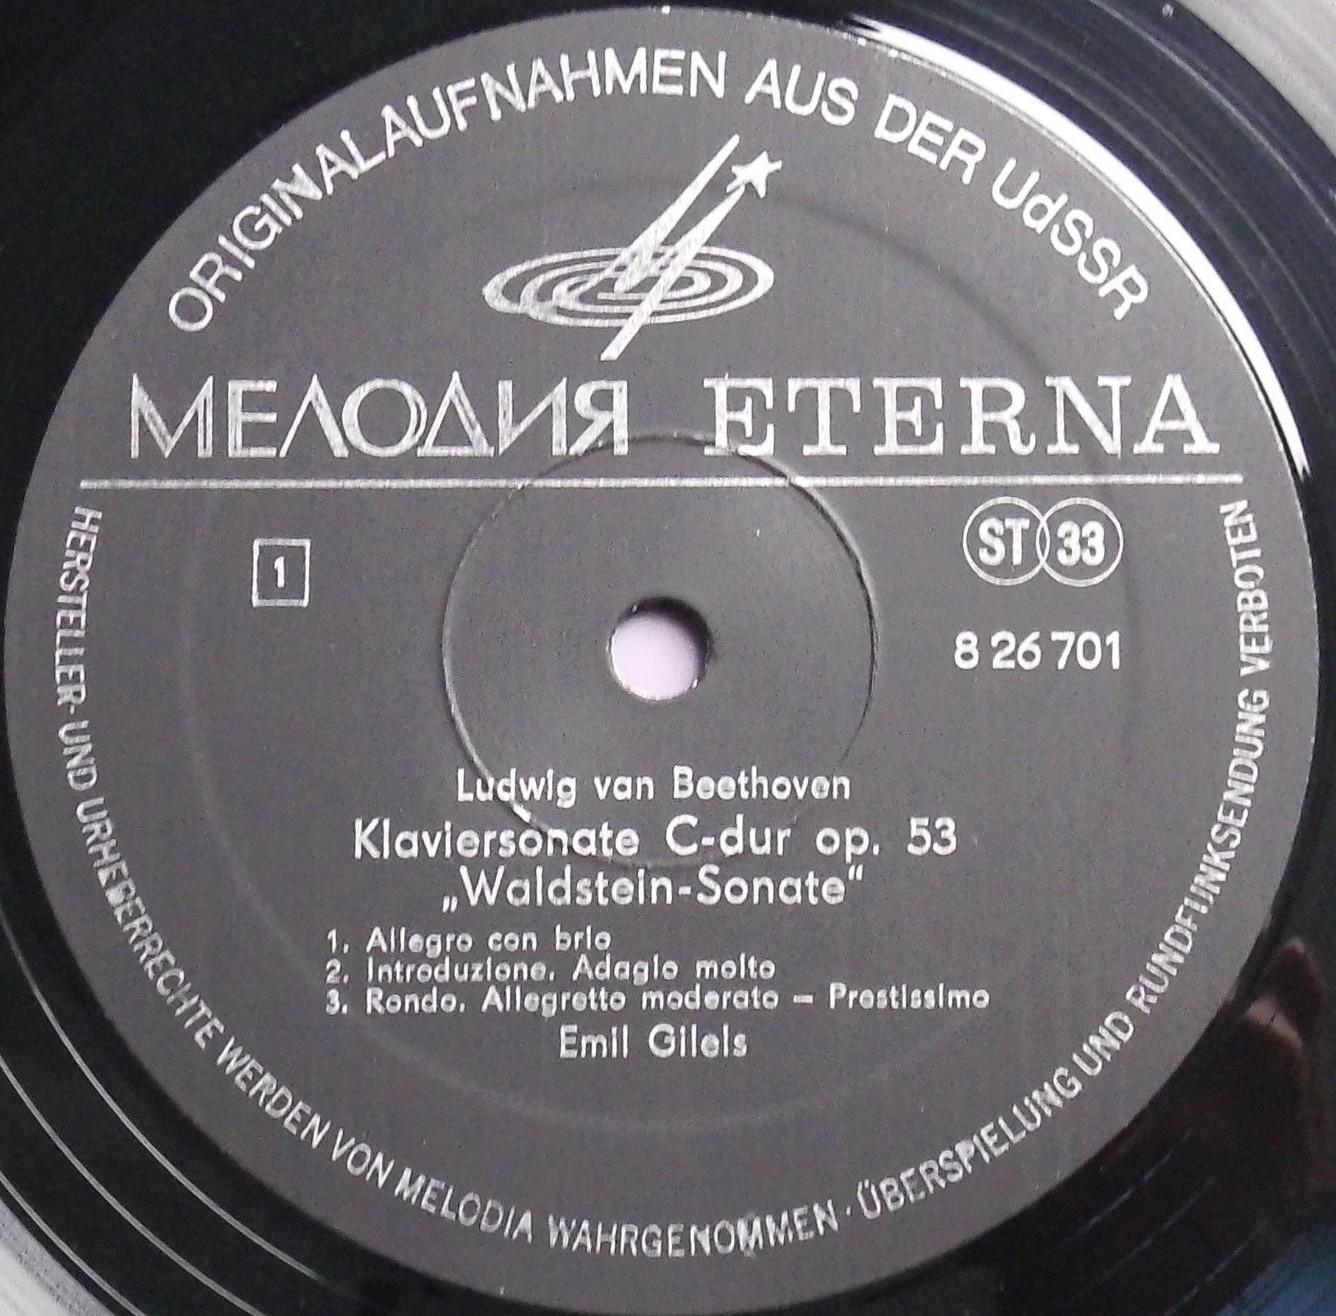 ORIGINALAUFNAHMEN AUS DER UdSSR
МЕЛОДИЯ ETERNA
1
ST 33
8 26 701
Ludwig van Beethoven
Klaviersonate C-dur op. 53
„Waldstein-Sonate“
1. Allegro con brio
2. Introduzione. Adagio molto
3. Rondo. Allegretto moderato – Prestissimo
Emil Gilels
HERSTELLER- UND URHEBERRECHTE WERDEN VON MELODIA WAHRGENOMMEN · ÜBERSPIELUNG UND RUNDFUNKSENDUNG VERBOTEN